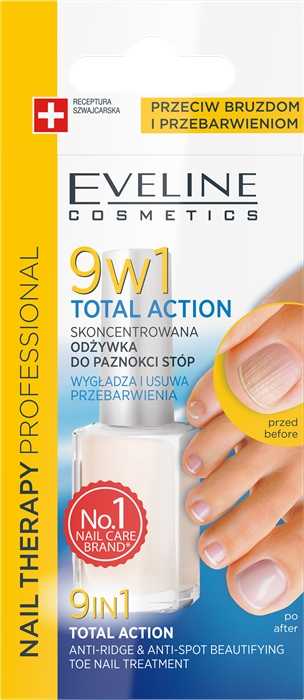 RECEPTURA
SZWAJCARSKA
PRZECIW BRUZDOM
I PRZEBARWIENIOM
EVELINE
COSMETICS
9w1
TOTAL ACTION
SKONCENTROWANA
ODŻYWKA
DO PAZNOKCI STÓP
WYGŁADZA I USUWA
PRZEBARWIENIA
przed
before
No.1
NAIL CARE
BRAND*
po
after
9IN1
TOTAL ACTION
ANTI-RIDGE & ANTI-SPOT BEAUTIFYING
TOE NAIL TREATMENT
NAIL THERAPY PROFESSIONAL